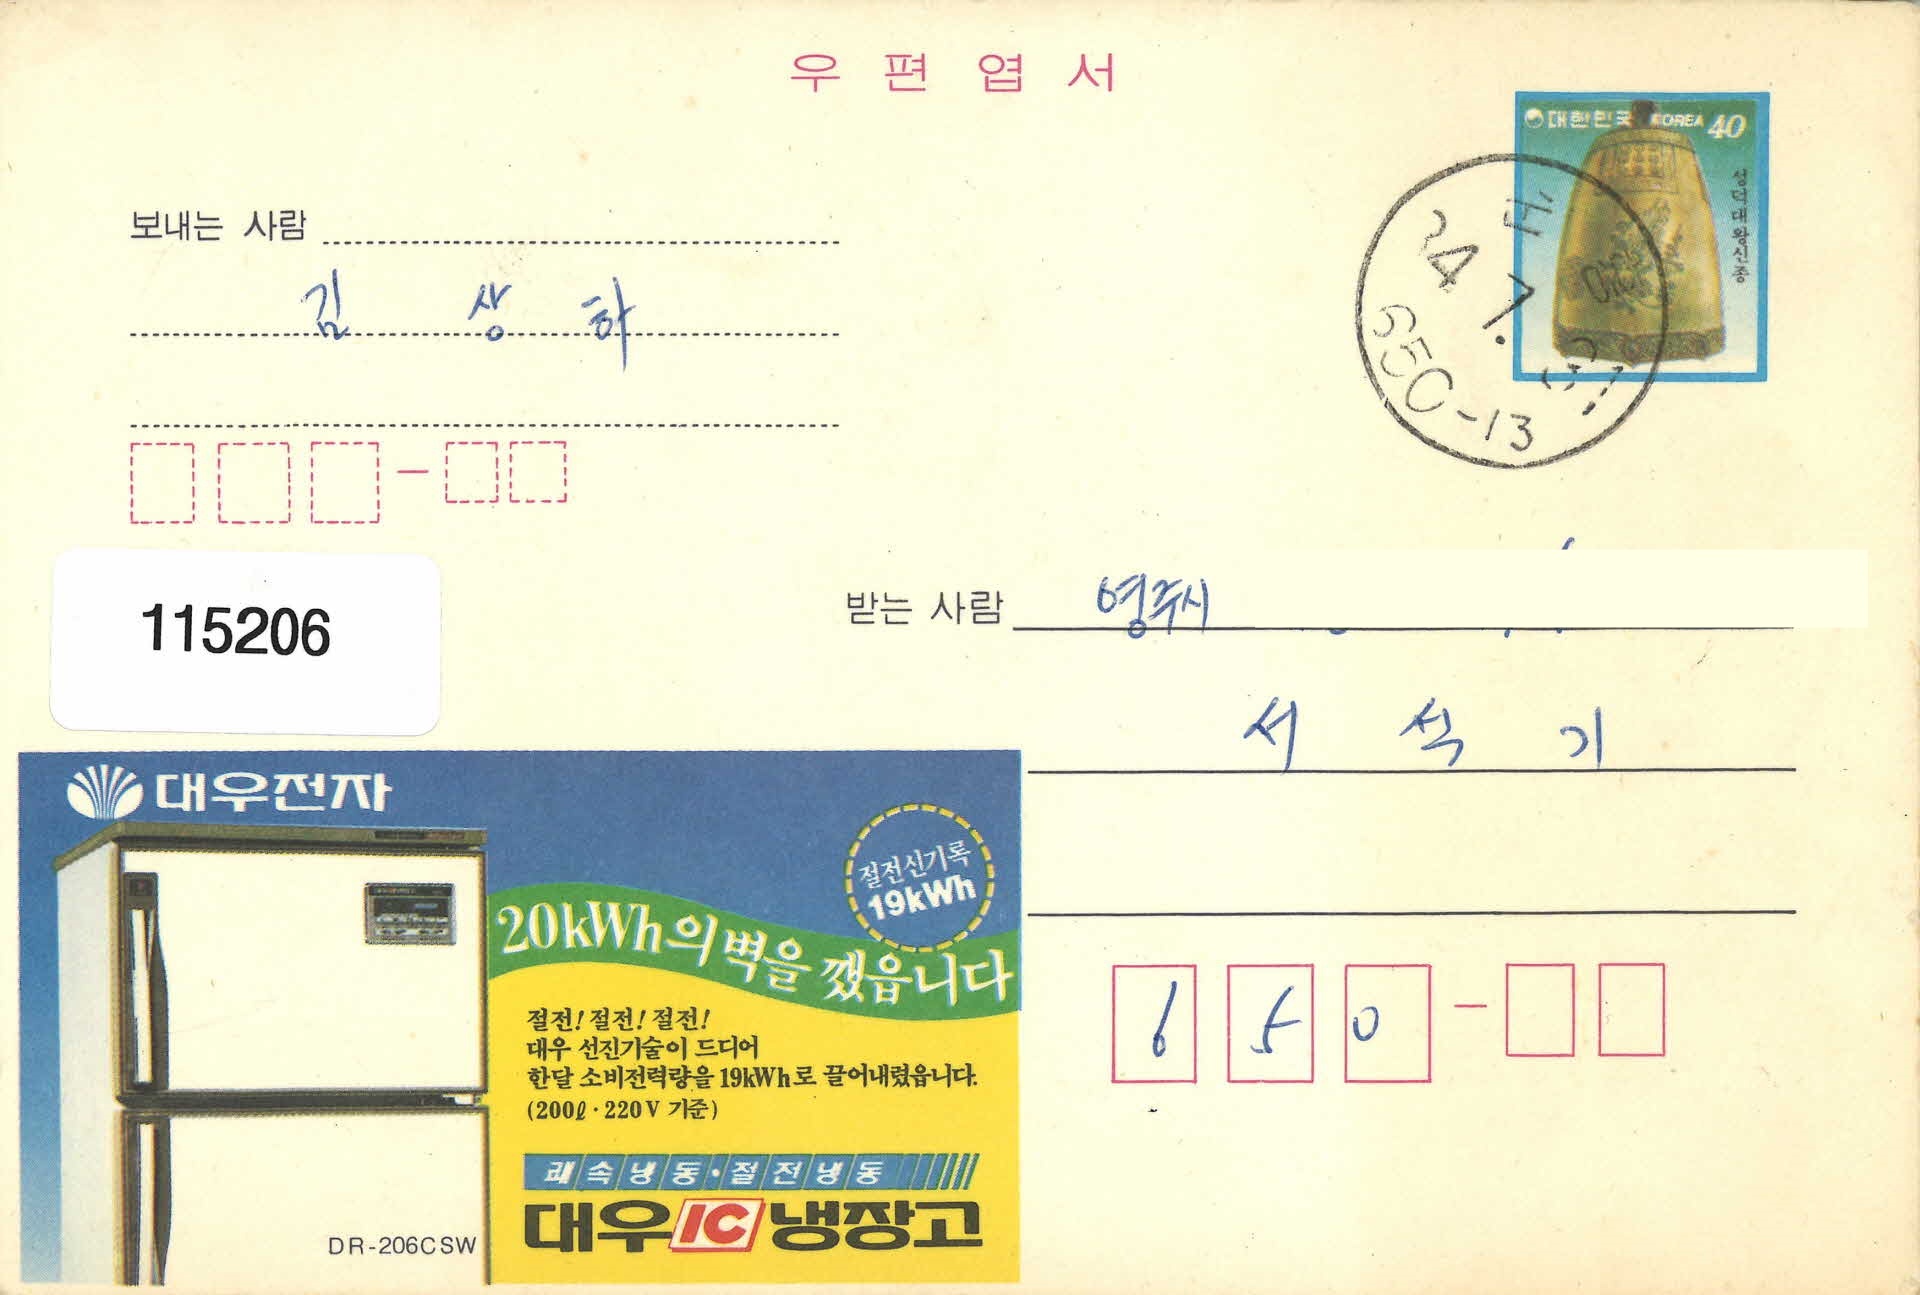 우편엽서
대한민국 KOREA 40
성덕대왕신종
보내는 사람
김 상 하
650-13
115206
받는 사람 영주시
서 석 기
대우전자
절전신기록
19kWh
20kWh의 벽을 깼읍니다
절전! 절전! 절전!
대우 선진기술이 드디어
한달 소비전력량을 19kWh로 끌어내렸읍니다.
(200ℓ·220V 기준)
쾌속냉동·절전냉동
대우 IC 냉장고
DR-206CSW
6 5 0 -